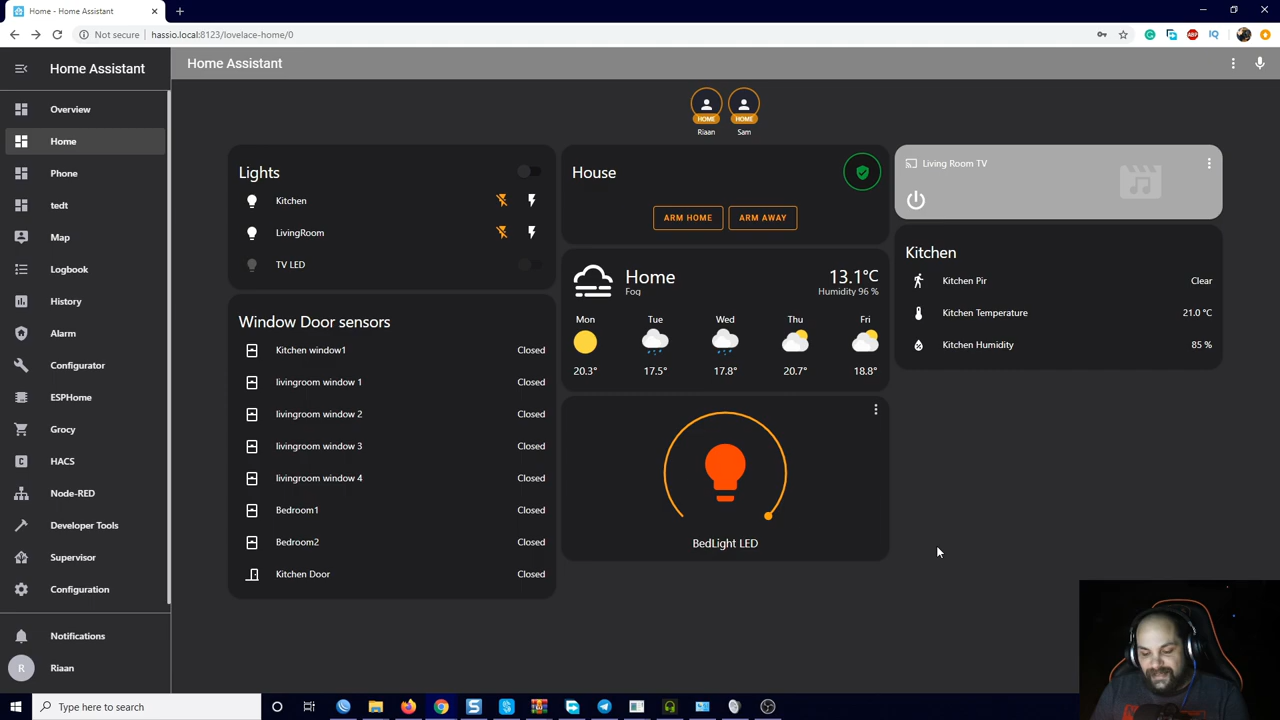 Home - Home Assistant
Not secure
hassio.local:8123/lovelace-home/0
Home Assistant
Overview
Home
Phone
tedt
Map
Logbook
History
Alarm
Configurator
ESPHome
Grocy
HACS
Node-RED
Developer Tools
Supervisor
Configuration
Notifications
R
Riaan
Home Assistant
HOME
Riaan
HOME
Sam
Lights
Kitchen
LivingRoom
TV LED
Window Door sensors
Kitchen window1 Closed
livingroom window 1 Closed
livingroom window 2 Closed
livingroom window 3 Closed
livingroom window 4 Closed
Bedroom1 Closed
Bedroom2 Closed
Kitchen Door Closed
House
ARM HOME ARM AWAY
Home 13.1°C
Fog Humidity 96 %
Mon Tue Wed Thu Fri
20.3° 17.5° 17.8° 20.7° 18.8°
BedLight LED
Living Room TV
Kitchen
Kitchen Pir Clear
Kitchen Temperature 21.0 °C
Kitchen Humidity 85 %
Type here to search